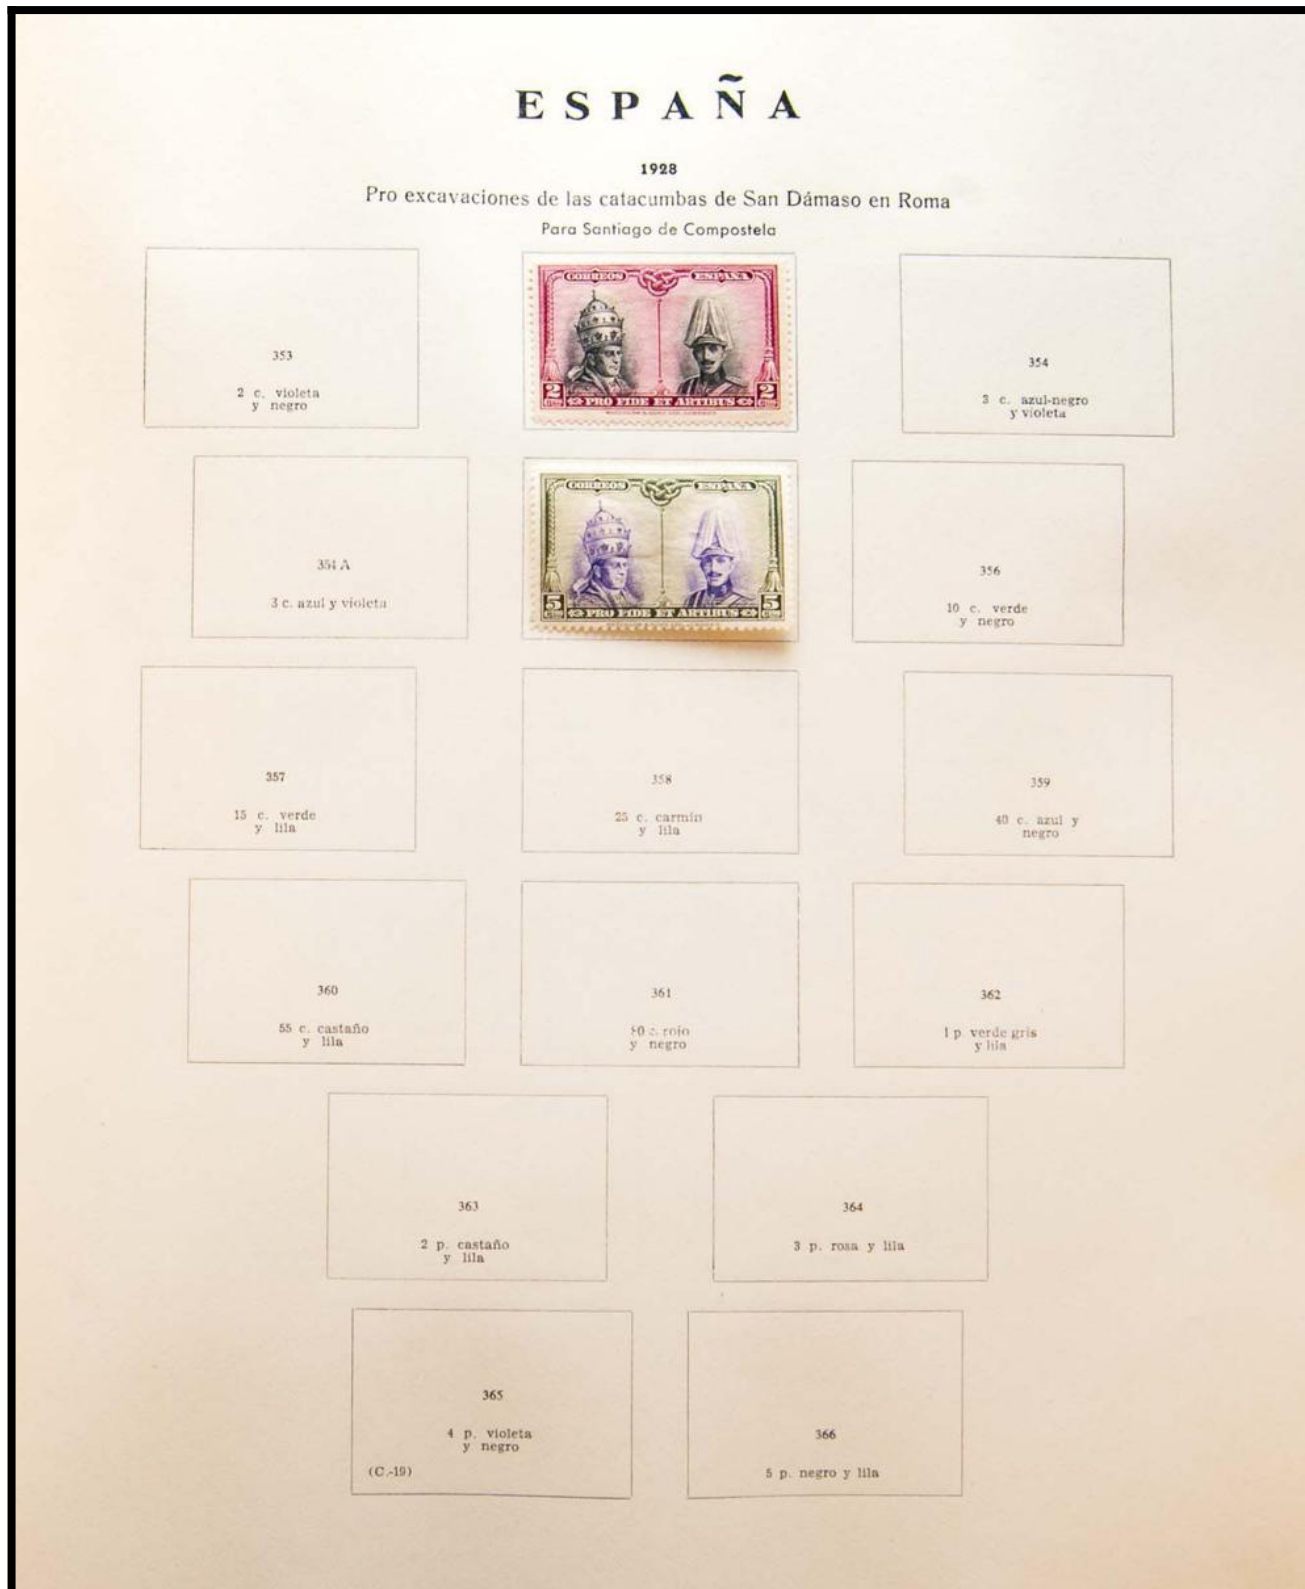 ESPAÑA
1928
Pro excavaciones de las catacumbas de San Dámaso en Roma
Para Santiago de Compostela
353
2 c. violeta
y negro
CORREOS ESPAÑA
2 PRO FIDE ET ARTIBUS 2
354
3 c. azul-negro
y violeta
354 A
3 c. azul y violeta
CORREOS ESPAÑA
5 PRO FIDE ET ARTIBUS 5
356
10 c. verde
y negro
357
15 c. verde
y lila
358
25 c. carmín
y lila
359
40 c. azul y
negro
360
55 c. castaño
y lila
361
80 c. rojo
y negro
362
1 p. verde gris
y lila
363
2 p. castaño
y lila
364
3 p. rosa y lila
365
4 p. violeta
y negro
(C.-19)
366
5 p. negro y lila